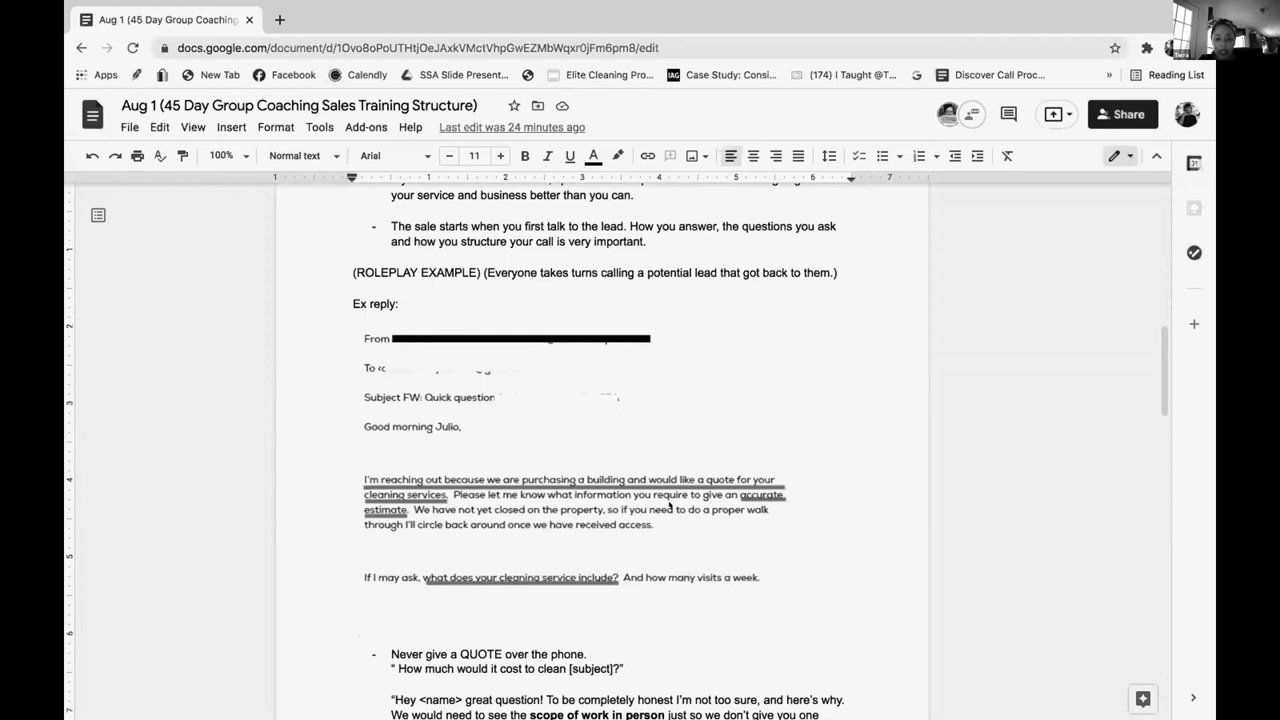 Aug 1 (45 Day Group Coaching
docs.google.com/document/d/1Ovo8oPoUTHtjOeJAxkVMctVhpGwEZMbWqxr0jFm6pm8/edit
Apps New Tab Facebook Calendly SSA Slide Present... Elite Cleaning Pro... IAG Case Study: Consi... (174) I Taught @T... Discover Call Proc... » Reading List
Aug 1 (45 Day Group Coaching Sales Training Structure)
File Edit View Insert Format Tools Add-ons Help Last edit was 24 minutes ago
Share
100% Normal text Arial 11
1 1 2 3 4 5 6 7
your service and business better than you can.
- The sale starts when you first talk to the lead. How you answer, the questions you ask
and how you structure your call is very important.
(ROLEPLAY EXAMPLE) (Everyone takes turns calling a potential lead that got back to them.)
Ex reply:
From
To
Subject FW: Quick question
Good morning Julio,
I'm reaching out because we are purchasing a building and would like a quote for your
cleaning services. Please let me know what information you require to give an accurate
estimate. We have not yet closed on the property, so if you need to do a proper walk
through I'll circle back around once we have received access.
If I may ask, what does your cleaning service include? And how many visits a week.
- Never give a QUOTE over the phone.
“ How much would it cost to clean [subject]?”
“Hey <name> great question! To be completely honest I'm not too sure, and here's why.
We would need to see the scope of work in person just so we don't give you one